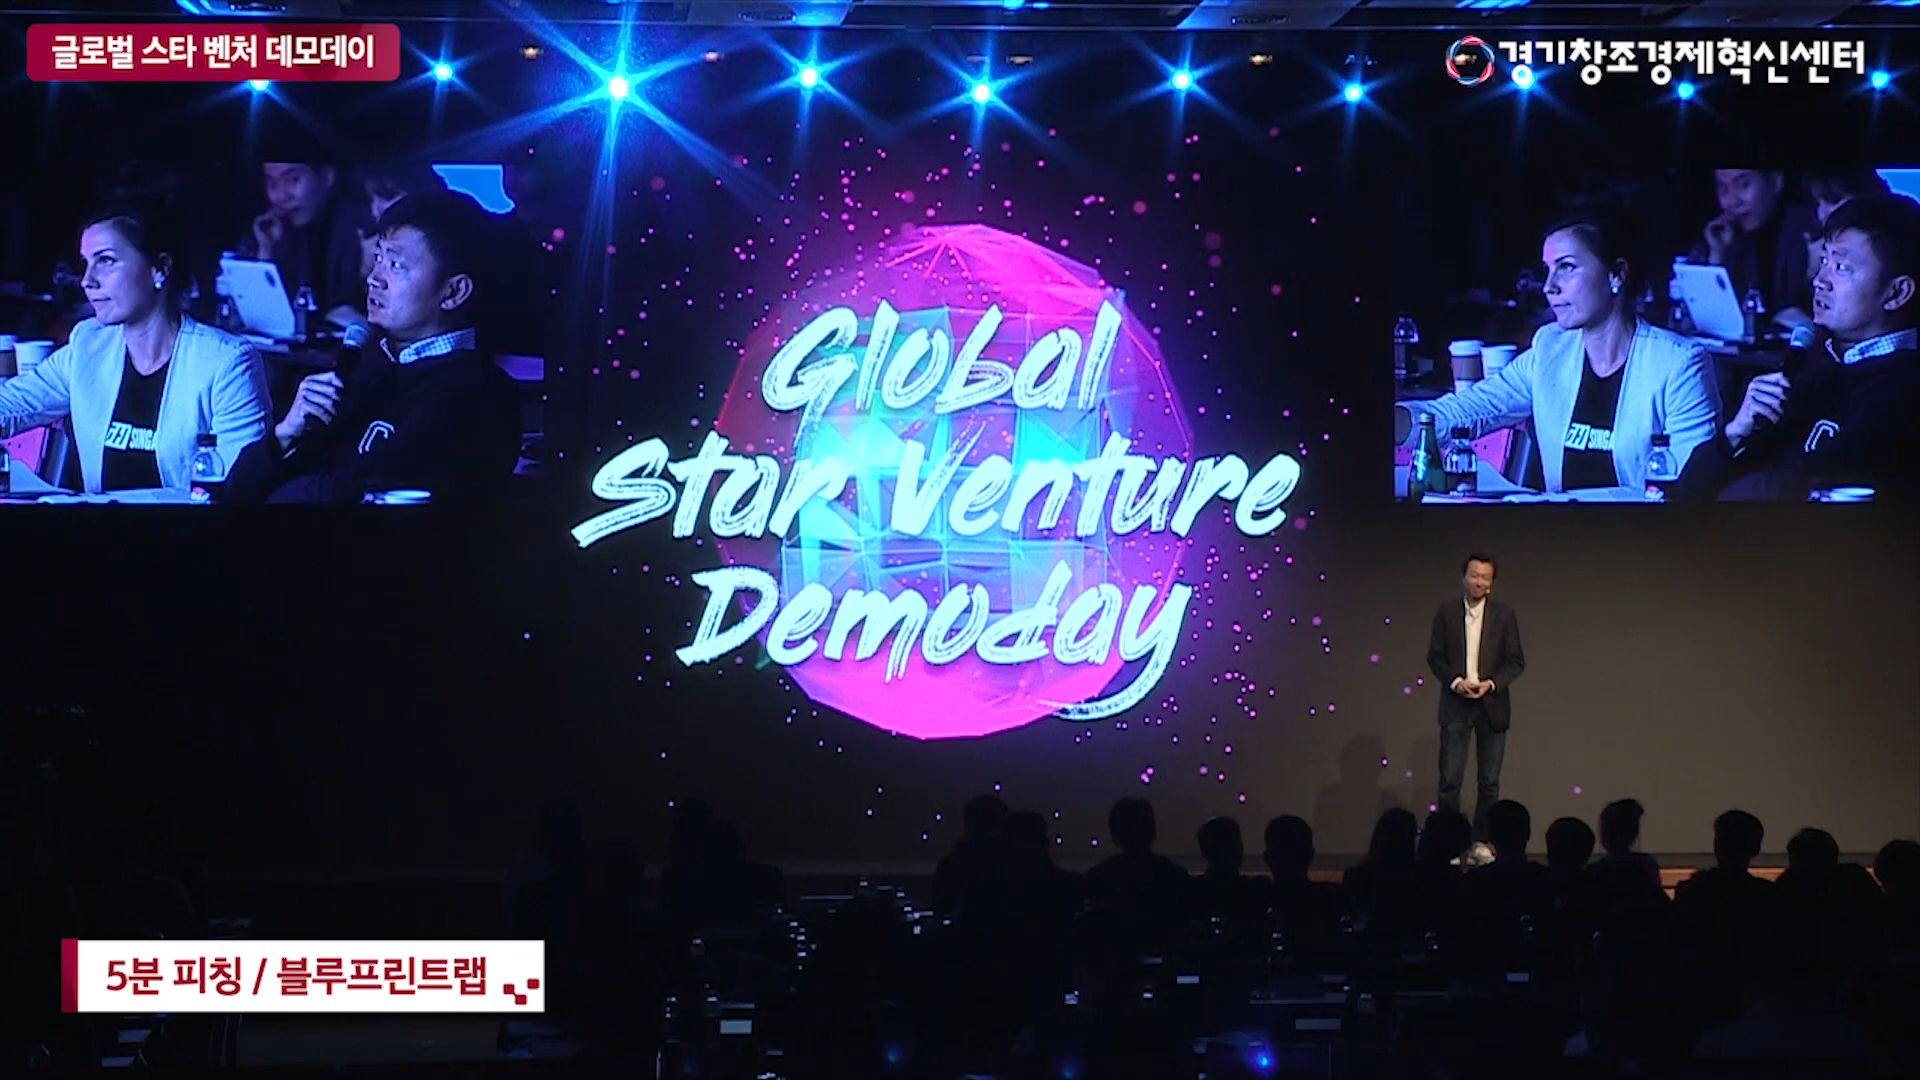 글로벌 스타 벤처 데모데이
경기창조경제혁신센터
Global
Star Venture
Demoday
5분 피칭 / 블루프린트랩